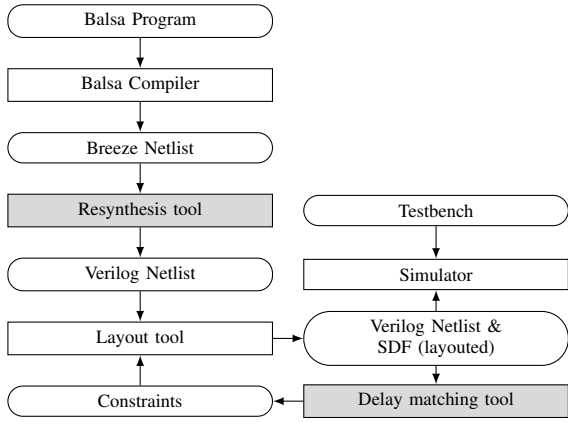 Balsa Program
Balsa Compiler
Breeze Netlist
Resynthesis tool
Verilog Netlist
Layout tool
Constraints
Testbench
Simulator
Verilog Netlist &
SDF (layouted)
Delay matching tool